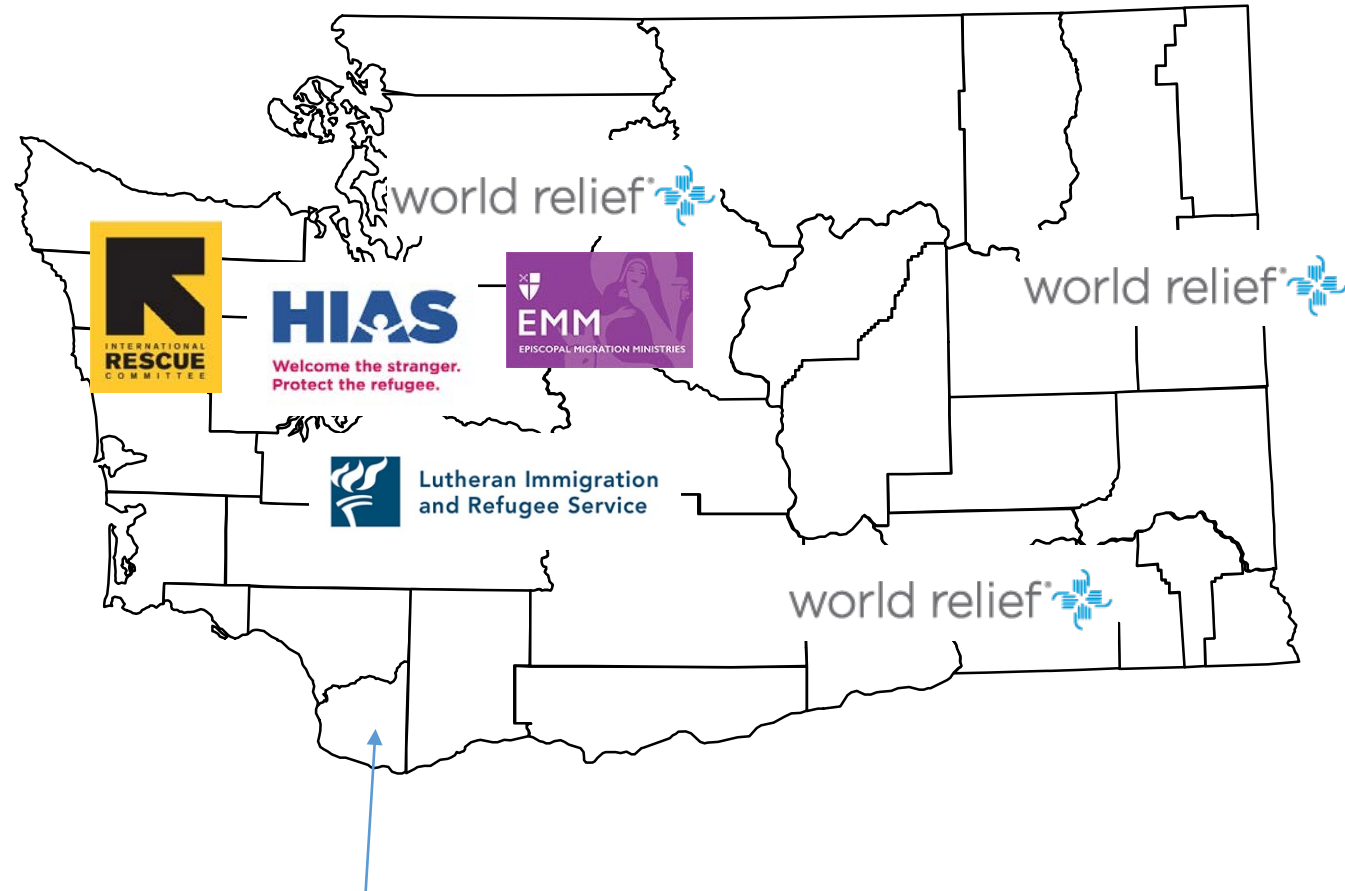 world relief®
INTERNATIONAL
RESCUE
COMMITTEE
HIAS
Welcome the stranger.
Protect the refugee.
EMM
EPISCOPAL MIGRATION MINISTRIES
world relief®
Lutheran Immigration
and Refugee Service
world relief®